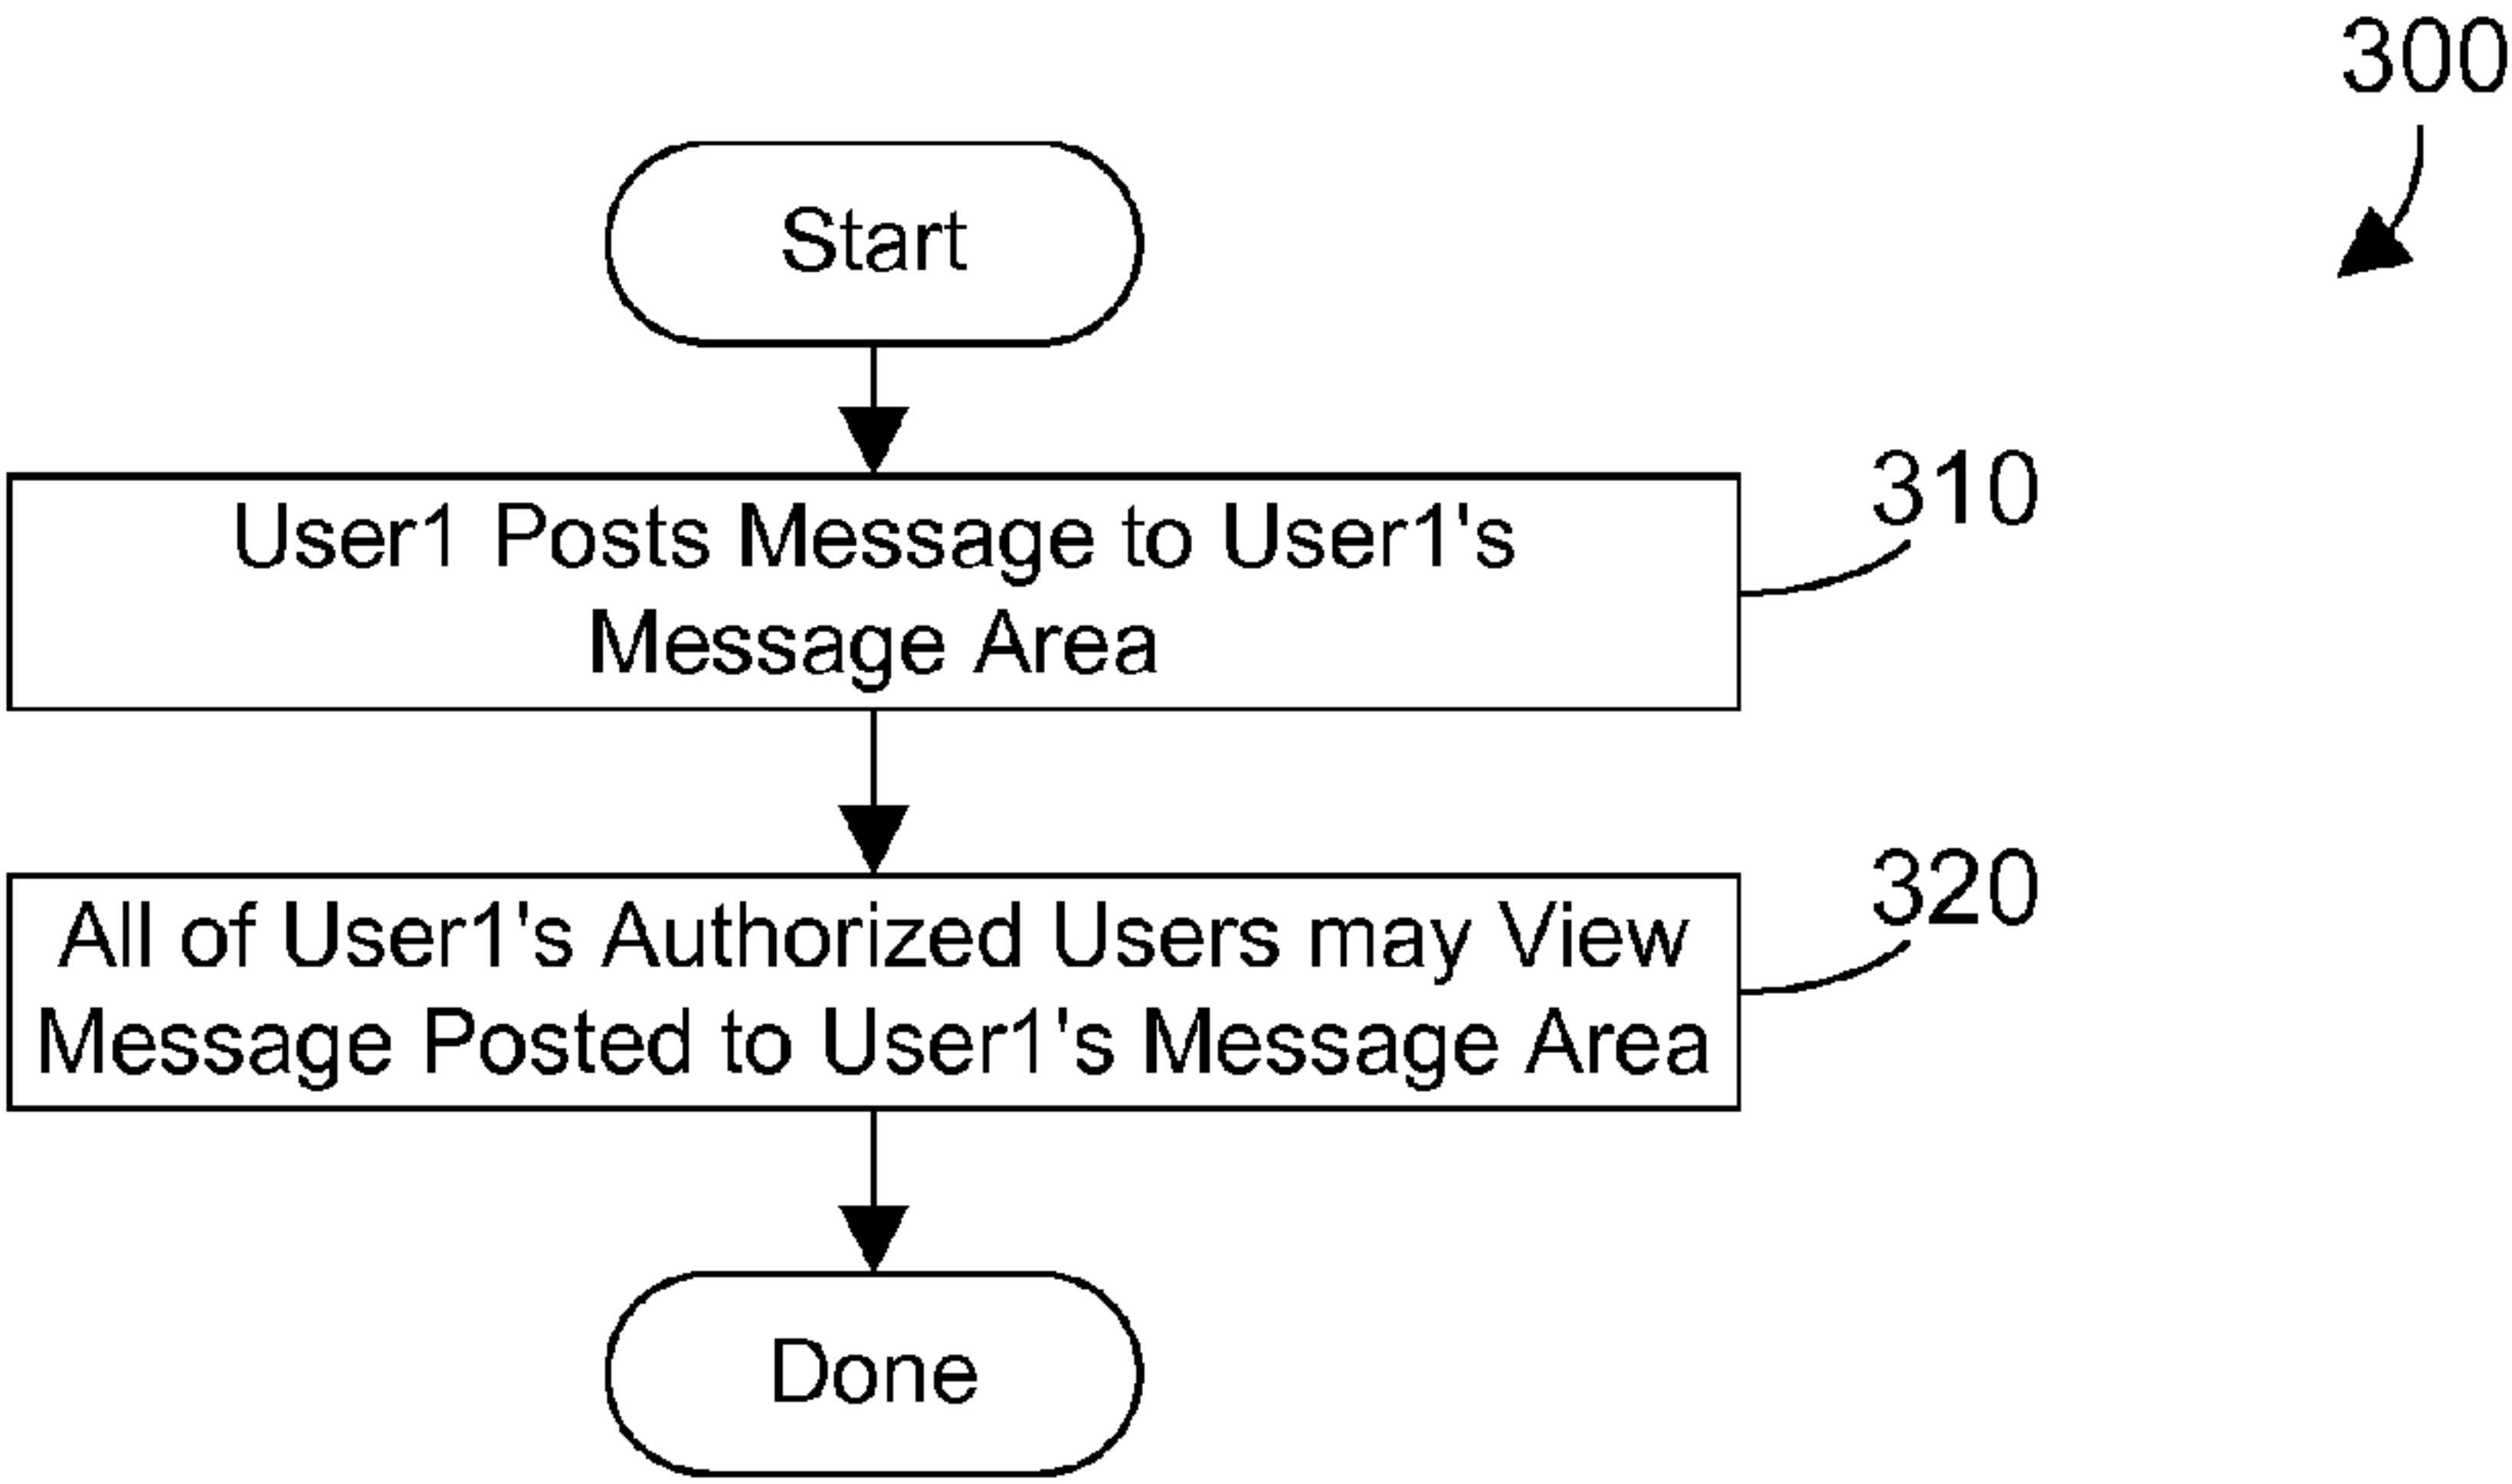 300
Start
User1 Posts Message to User1's
Message Area
310
All of User1's Authorized Users may View
Message Posted to User1's Message Area
320
Done